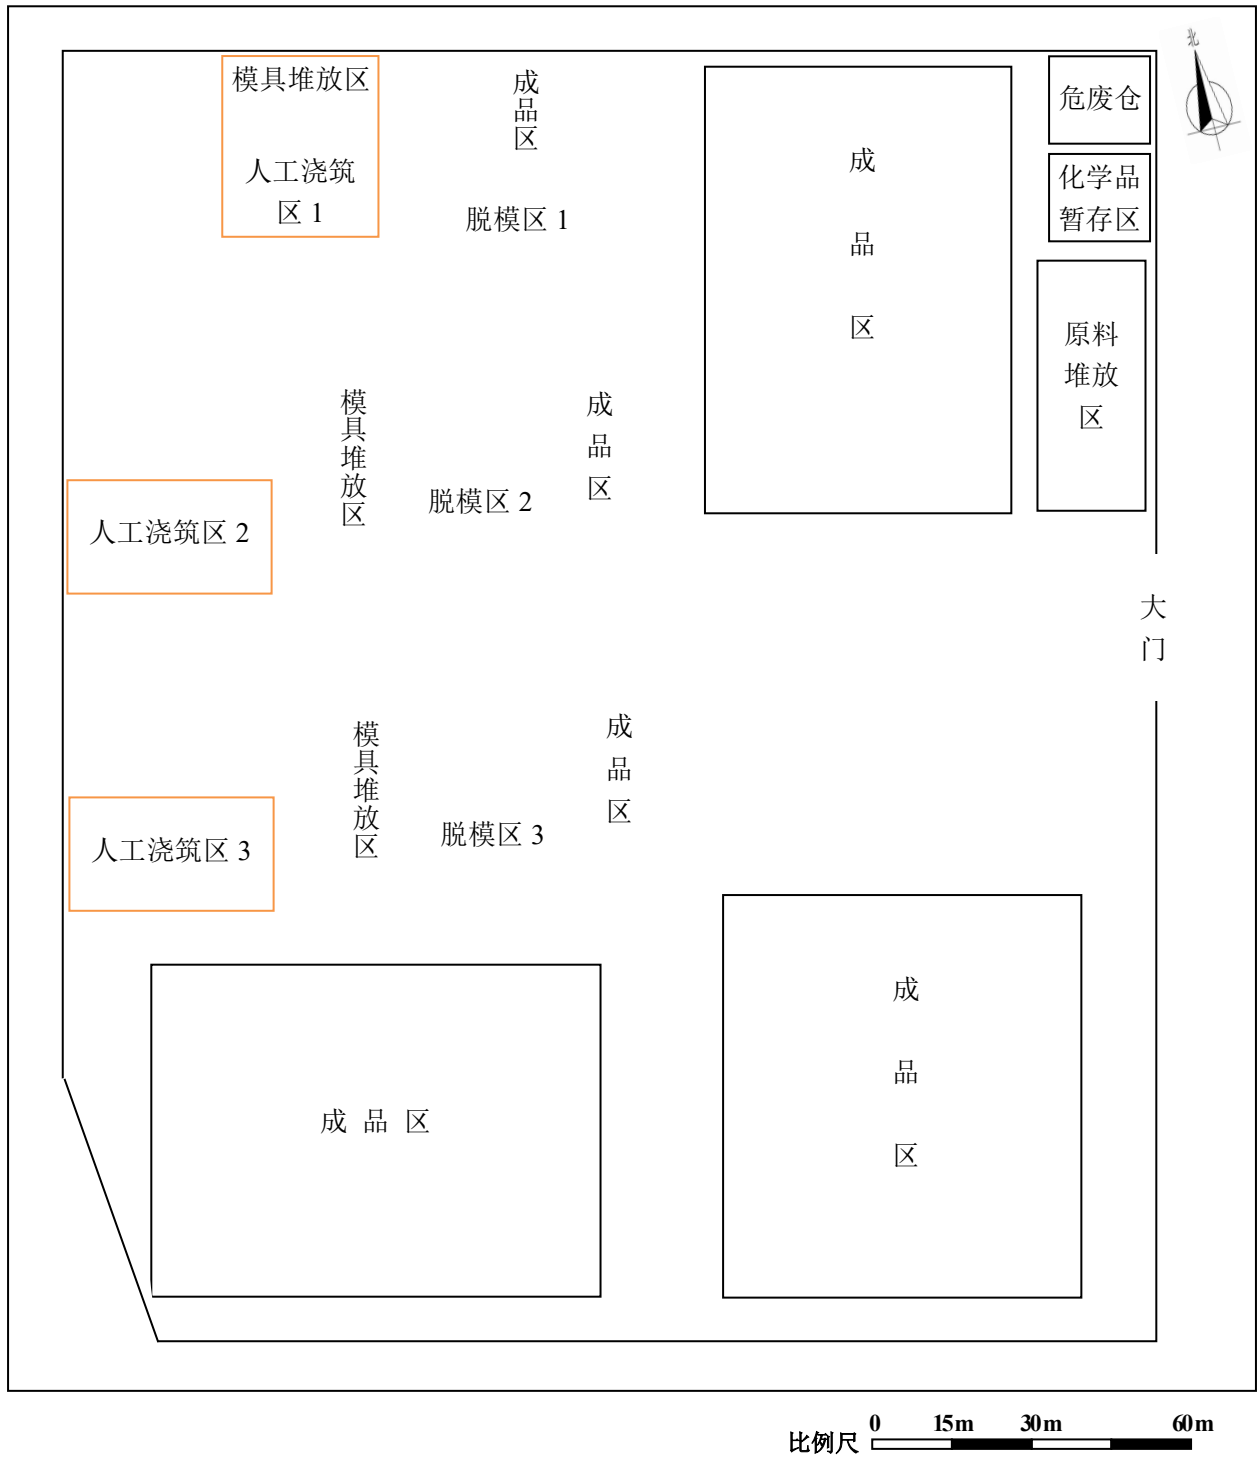 北
模具堆放区
人工浇筑
区 1
成
品
区
脱模区 1
成
品
区
危废仓
化学品
暂存区
原料
堆放
区
模
具
堆
放
区
成
品
区
脱模区 2
人工浇筑区 2
大
门
模
具
堆
放
区
成
品
区
脱模区 3
人工浇筑区 3
成 品 区
成
品
区
比例尺 0 15m 30m 60m